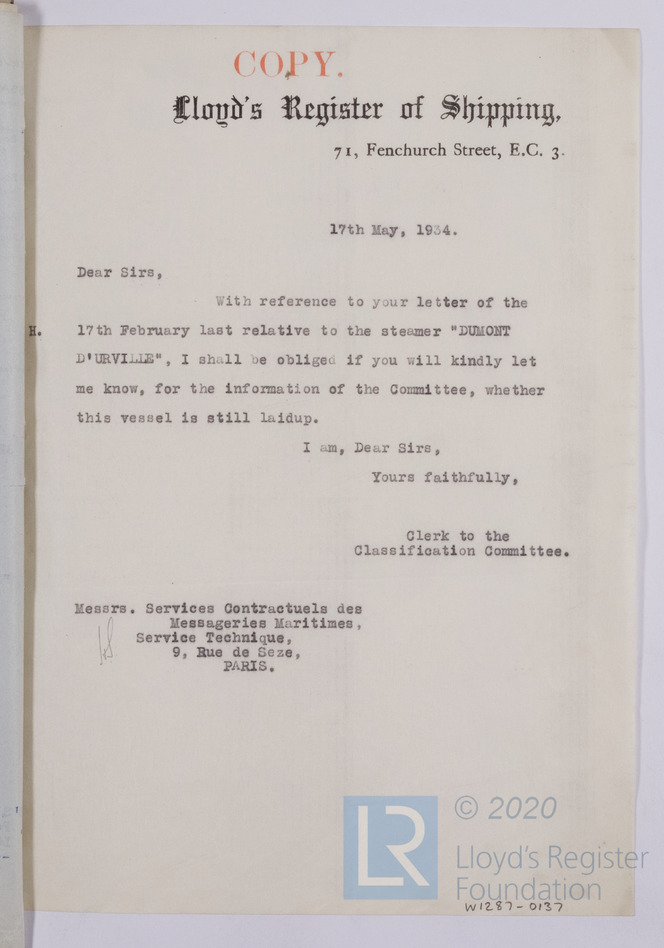 COPY.
Lloyd's Register of Shipping,
71, Fenchurch Street, E.C. 3.
17th May, 1934.
Dear Sirs,
With reference to your letter of the
H. 17th February last relative to the steamer "DUMONT
D'URVILLE", I shall be obliged if you will kindly let
me know, for the information of the Committee, whether
this vessel is still laidup.
I am, Dear Sirs,
Yours faithfully,
Clerk to the
Classification Committee.
Messrs. Services Contractuels des
Messageries Maritimes,
Service Technique,
9, Rue de Seze,
PARIS.
LR
© 2020
Lloyd's Register
Foundation
W1287-0137